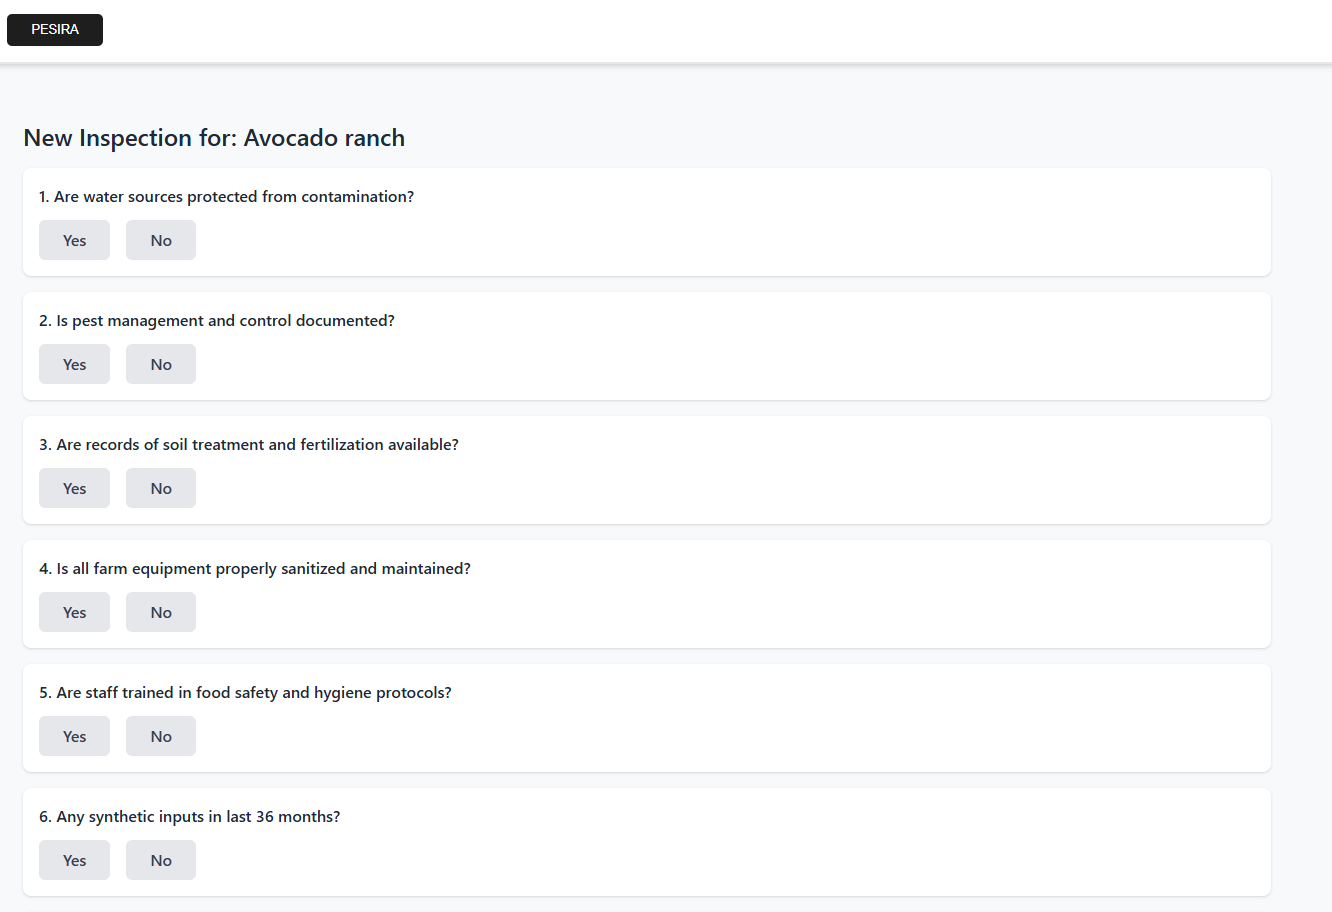 PESIRA
New Inspection for: Avocado ranch
1. Are water sources protected from contamination?
Yes No
2. Is pest management and control documented?
Yes No
3. Are records of soil treatment and fertilization available?
Yes No
4. Is all farm equipment properly sanitized and maintained?
Yes No
5. Are staff trained in food safety and hygiene protocols?
Yes No
6. Any synthetic inputs in last 36 months?
Yes No